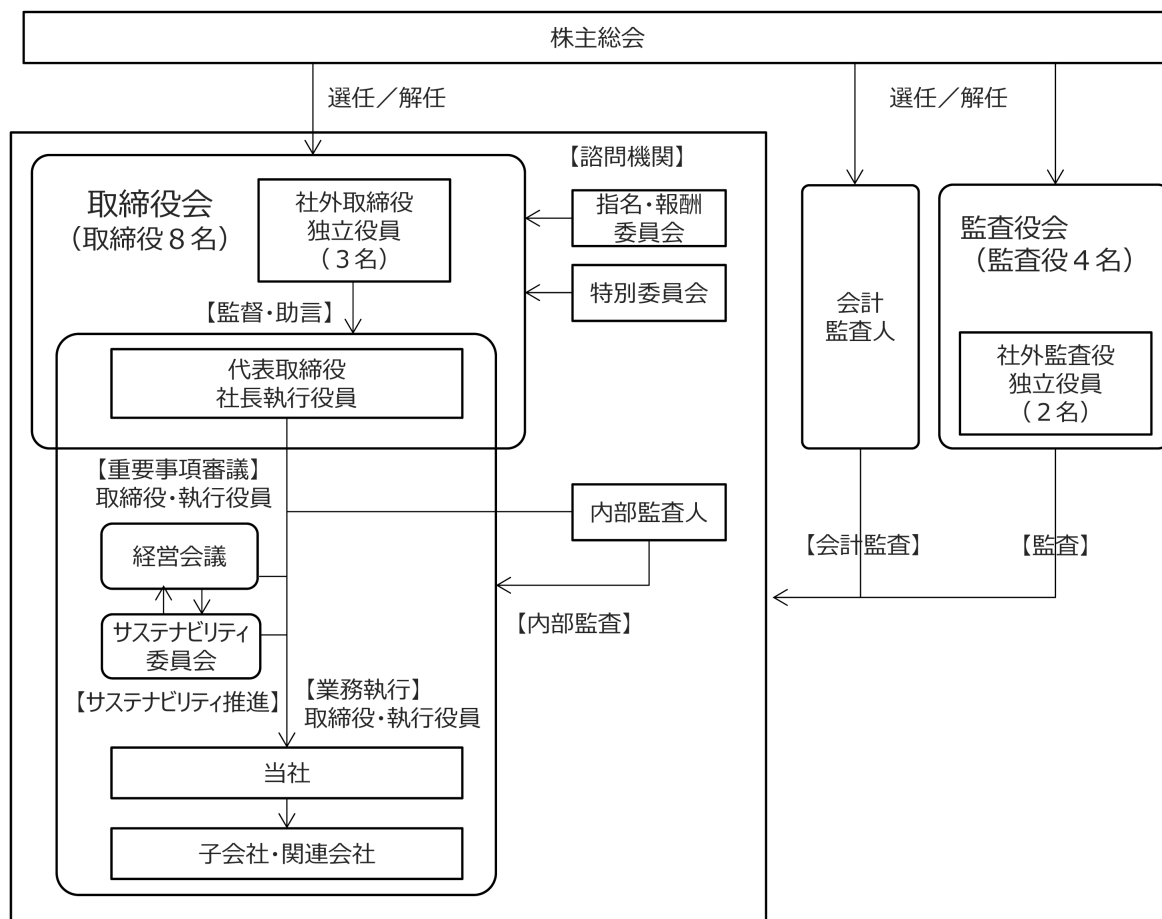 株主総会
選任／解任
選任／解任
【諮問機関】
取締役会
（取締役８名）
社外取締役
独立役員
（３名）
指名・報酬
委員会
特別委員会
【監督・助言】
代表取締役
社長執行役員
会計
監査人
監査役会
（監査役４名）
社外監査役
独立役員
（２名）
【重要事項審議】
取締役・執行役員
内部監査人
経営会議
【会計監査】
【監査】
サステナビリティ
委員会
【内部監査】
【サステナビリティ推進】
【業務執行】
取締役・執行役員
当社
子会社・関連会社